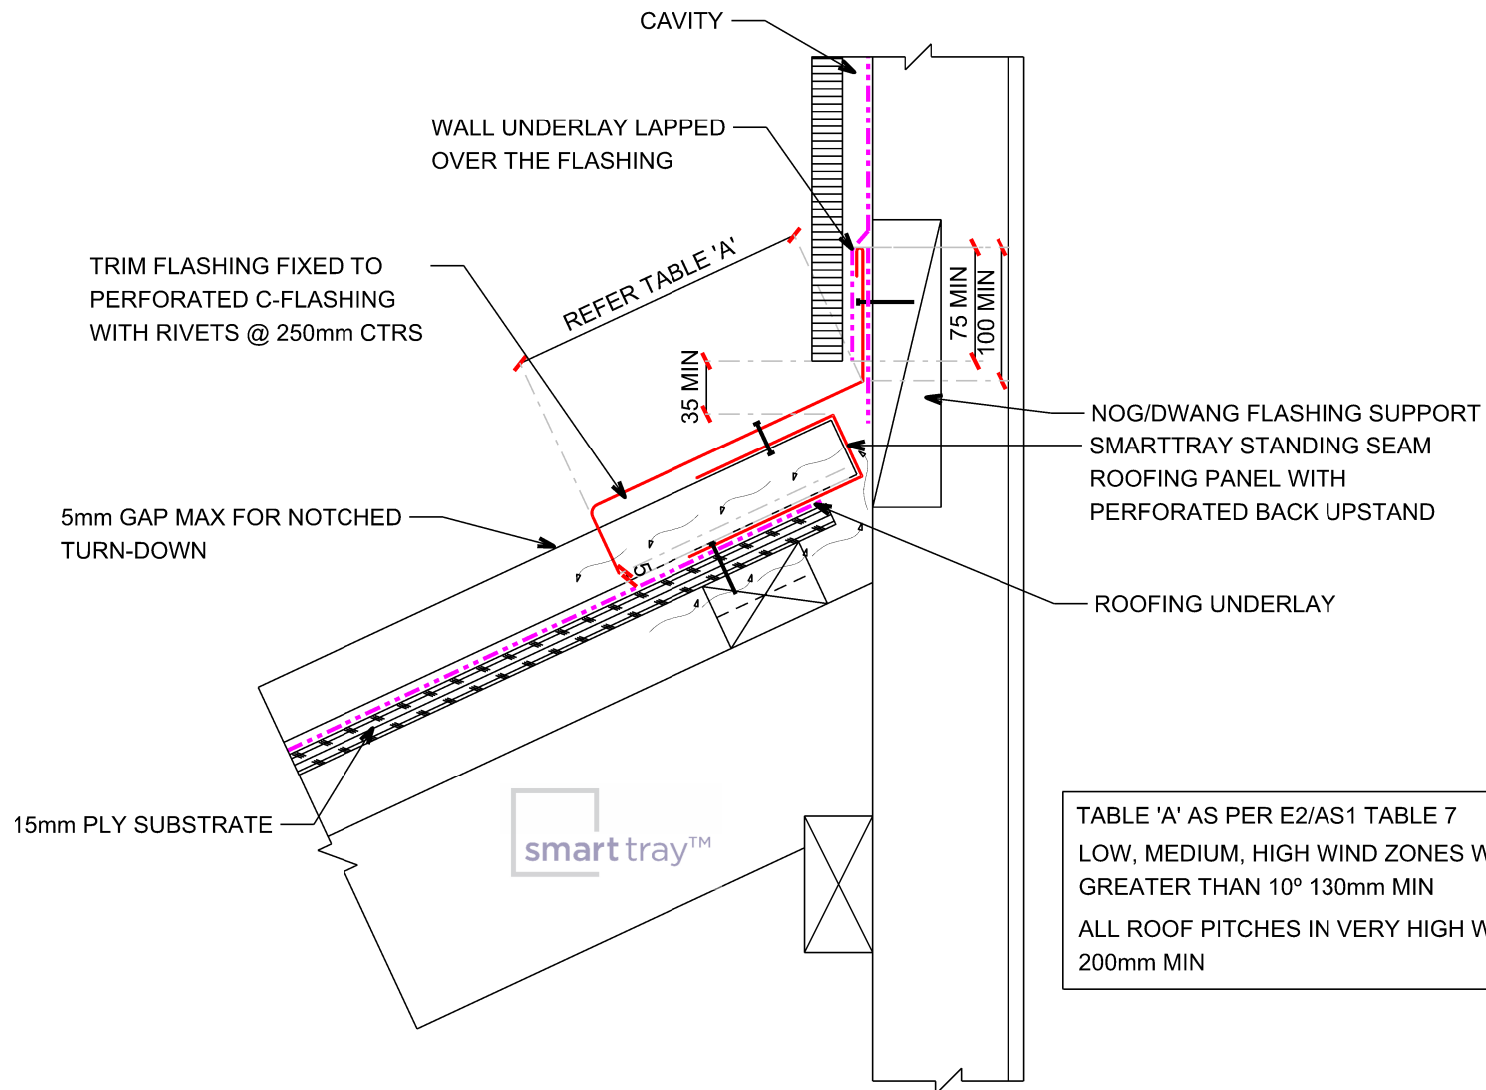 CAVITY
WALL UNDERLAY LAPPED
OVER THE FLASHING
REFER TABLE 'A'
TRIM FLASHING FIXED TO
PERFORATED C-FLASHING
WITH RIVETS @ 250mm CTRS
75 MIN
100 MIN
35 MIN
NOG/DWANG FLASHING SUPPORT
SMARTTRAY STANDING SEAM
ROOFING PANEL WITH
PERFORATED BACK UPSTAND
5mm GAP MAX FOR NOTCHED
TURN-DOWN
5
ROOFING UNDERLAY
15mm PLY SUBSTRATE
smart tray™
TABLE 'A' AS PER E2/AS1 TABLE 7
LOW, MEDIUM, HIGH WIND ZONES
GREATER THAN 10º 130mm MIN
ALL ROOF PITCHES IN VERY HIGH
200mm MIN